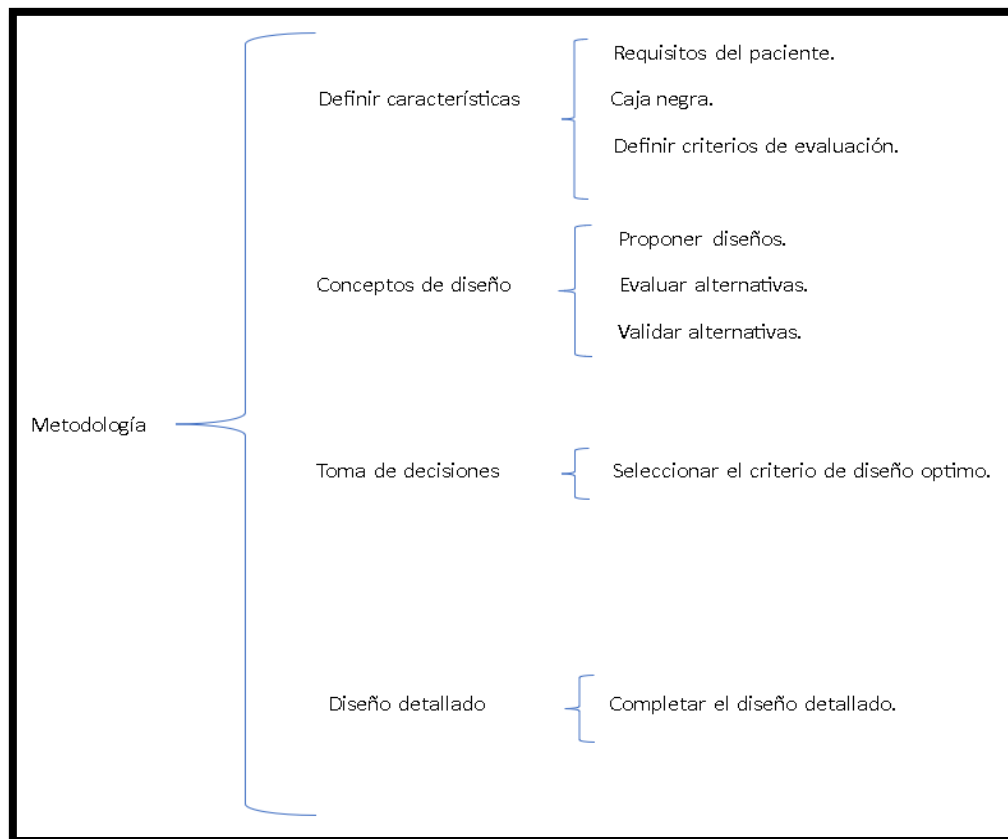 Metodología
Definir características
Requisitos del paciente.
Caja negra.
Definir criterios de evaluación.
Conceptos de diseño
Proponer diseños.
Evaluar alternativas.
Validar alternativas.
Toma de decisiones
Seleccionar el criterio de diseño optimo.
Diseño detallado
Completar el diseño detallado.